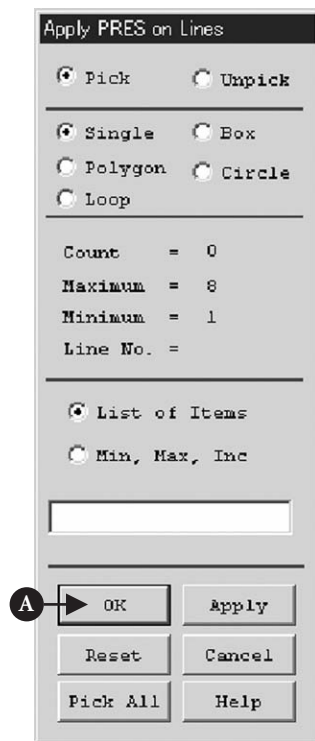 Apply PRES on Lines
Pick Unpick
Single Box
Polygon Circle
Loop
Count = 0
Maximum = 8
Minimum = 1
Line No. =
List of Items
Min, Max, Inc
A OK Apply
Reset Cancel
Pick All Help